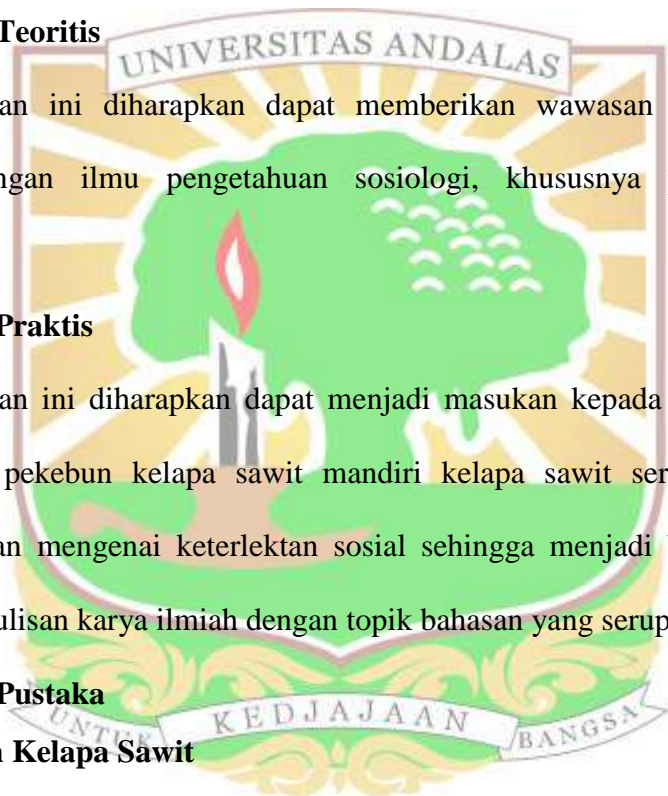 Teoritis
UNIVERSITAS ANDALAS
an ini diharapkan dapat memberikan wawasan
ngan ilmu pengetahuan sosiologi, khususnya
Praktis
an ini diharapkan dapat menjadi masukan kepada
pekebun kelapa sawit mandiri kelapa sawit ser
an mengenai keterlektan sosial sehingga menjadi
ulisan karya ilmiah dengan topik bahasan yang serup
Pustaka
UNTUK KEDJAJAAN BANGSA
Kelapa Sawit